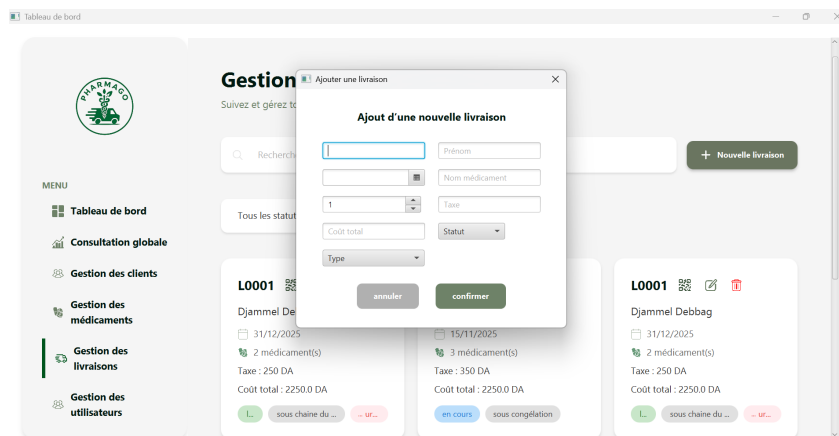 Tableau de bord
PHARMAGO
MENU
Tableau de bord
Consultation globale
Gestion des clients
Gestion des
médicaments
Gestion des
livraisons
Gestion des
utilisateurs
Gestion
Suivez et gérez to
Recherch
Nouvelle livraison
Tous les statut
Ajouter une livraison
Ajout d'une nouvelle livraison
Prénom
Nom médicament
1
Taxe
Coût total
Statut
Type
annuler
confirmer
L0001
Djammel De
31/12/2025
2 médicament(s)
Taxe : 250 DA
Coût total : 2250.0 DA
l...
sous chaine du ...
... ur...
15/11/2025
3 médicament(s)
Taxe : 350 DA
Coût total : 2250.0 DA
en cours
sous congélation
L0001
Djammel Debbag
31/12/2025
2 médicament(s)
Taxe : 250 DA
Coût total : 2250.0 DA
L...
sous chaine du ...
... ur...